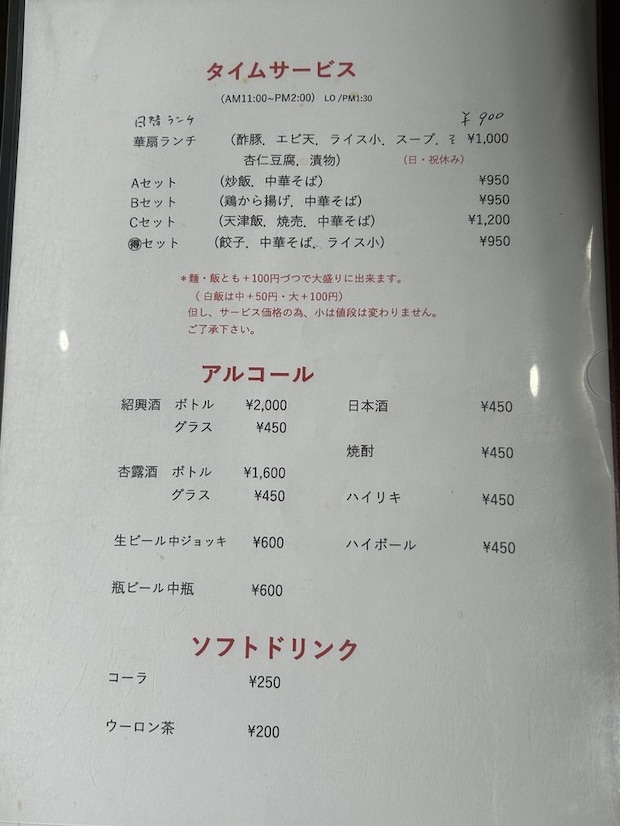 タイムサービス
(AM11:00~PM2:00) LO /PM1:30
日替ランチ ¥900
華扇ランチ (酢豚．エビ天．ライス小．スープ． ¥1,000
杏仁豆腐．漬物) (日・祝休み)
Aセット (炒飯．中華そば) ¥950
Bセット (鶏から揚げ．中華そば) ¥950
Cセット (天津飯．焼売．中華そば) ¥1,200
㊝セット (餃子．中華そば．ライス小) ¥950
＊麺・飯とも＋100円づつで大盛りに出来ます。
( 白飯は中＋50円・大＋100円)
但し、サービス価格の為、小は値段は変わりません。
ご了承下さい。
アルコール
紹興酒 ボトル ¥2,000 日本酒 ¥450
グラス ¥450
焼酎 ¥450
杏露酒 ボトル ¥1,600
グラス ¥450 ハイリキ ¥450
生ビール中ジョッキ ¥600 ハイボール ¥450
瓶ビール中瓶 ¥600
ソフトドリンク
コーラ ¥250
ウーロン茶 ¥200